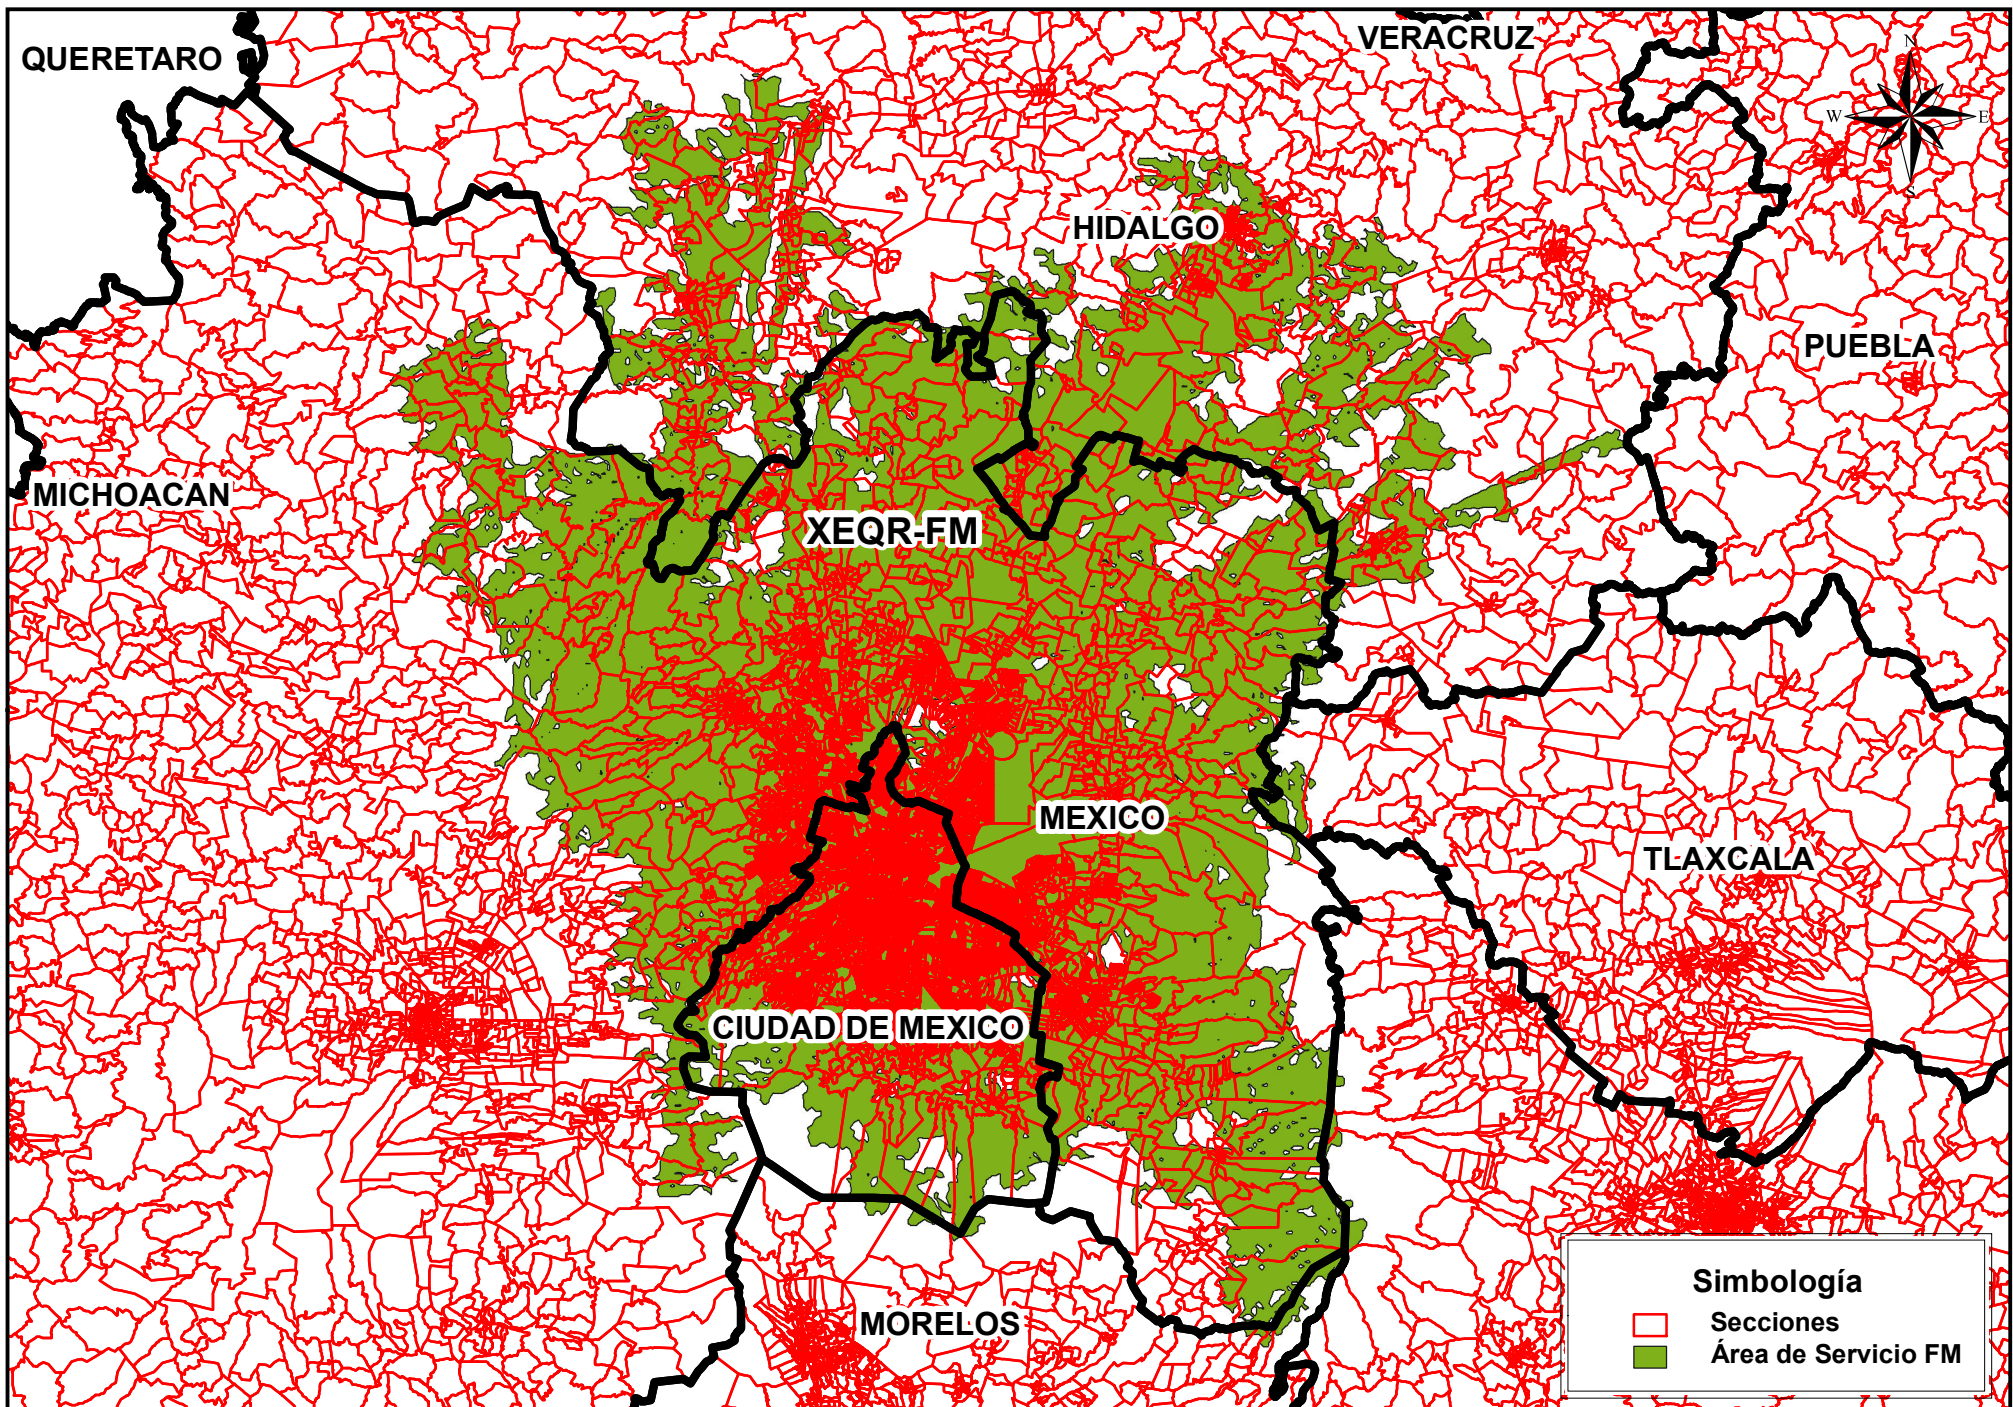 QUERETARO
VERACRUZ
N
W
E
S
HIDALGO
PUEBLA
MICHOACAN
XEQR-FM
MEXICO
TLAXCALA
CIUDAD DE MEXICO
MORELOS
Simbología
Secciones
Área de Servicio FM